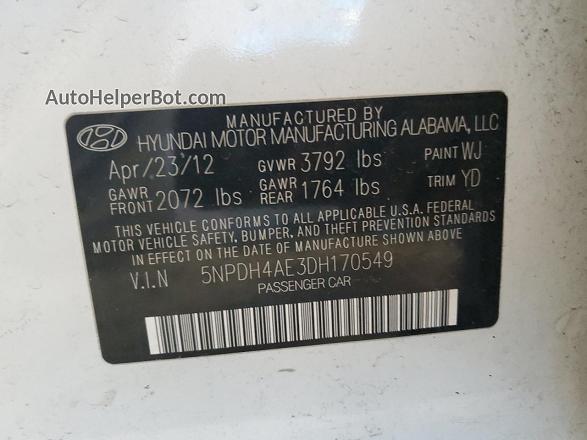 AutoHelperBot.com
MANUFACTURED BY
HYUNDAI MOTOR MANUFACTURING ALABAMA, LLC
Apr/23/12 GVWR 3792 lbs PAINT WJ
GAWR FRONT 2072 lbs GAWR REAR 1764 lbs TRIM YD
THIS VEHICLE CONFORMS TO ALL APPLICABLE U.S.A. FEDERAL
MOTOR VEHICLE SAFETY, BUMPER, AND THEFT PREVENTION STANDARDS
IN EFFECT ON THE DATE OF MANUFACTURE SHOWN ABOVE.
V.I.N 5NPDH4AE3DH170549
PASSENGER CAR